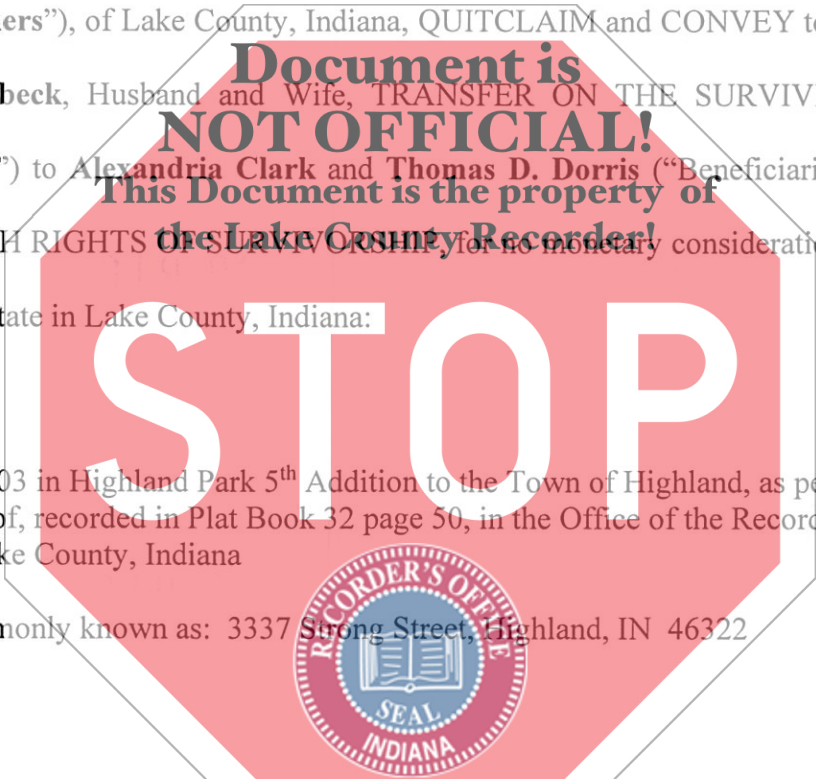 ers”), of Lake County, Indiana, QUITCLAIM and CONVEY to
Document is
beck, Husband and Wife, TRANSFER ON THE SURVIV
NOT OFFICIAL!
”) to Alexandria Clark and Thomas D. Dorris (“Beneficiari
This Document is the property of
H RIGHTS OF SURVIVORSHIP, for no monetary consideratio
the Lake County Recorder!
tate in Lake County, Indiana:
STOP
03 in Highland Park 5th Addition to the Town of Highland, as pe
of, recorded in Plat Book 32 page 50, in the Office of the Record
ke County, Indiana
RECORDER'S OFFICE
monly known as: 3337 Strong Street, Highland, IN 46322
SEAL
INDIANA